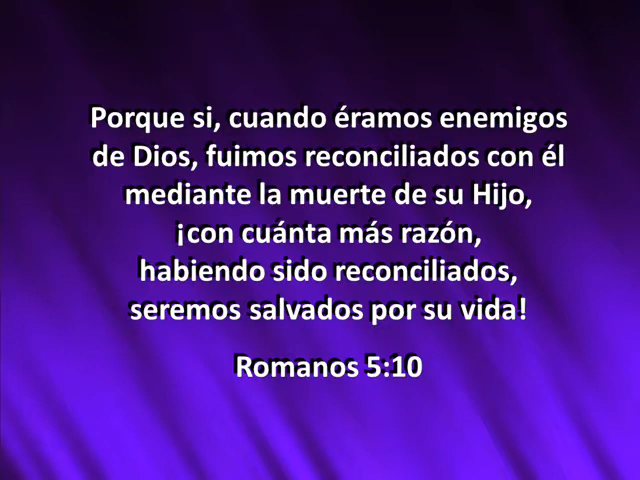 Porque si, cuando éramos enemigos
de Dios, fuimos reconciliados con él
mediante la muerte de su Hijo,
¡con cuánta más razón,
habiendo sido reconciliados,
seremos salvados por su vida!
Romanos 5:10